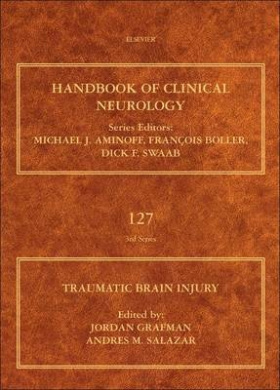 ELSEVIER
HANDBOOK OF CLINICAL
NEUROLOGY
Series Editors:
MICHAEL J. AMINOFF, FRANÇOIS BOLLER,
DICK F. SWAAB
127
3rd Series
TRAUMATIC BRAIN INJURY
Edited by:
JORDAN GRAFMAN
ANDRES M. SALAZAR